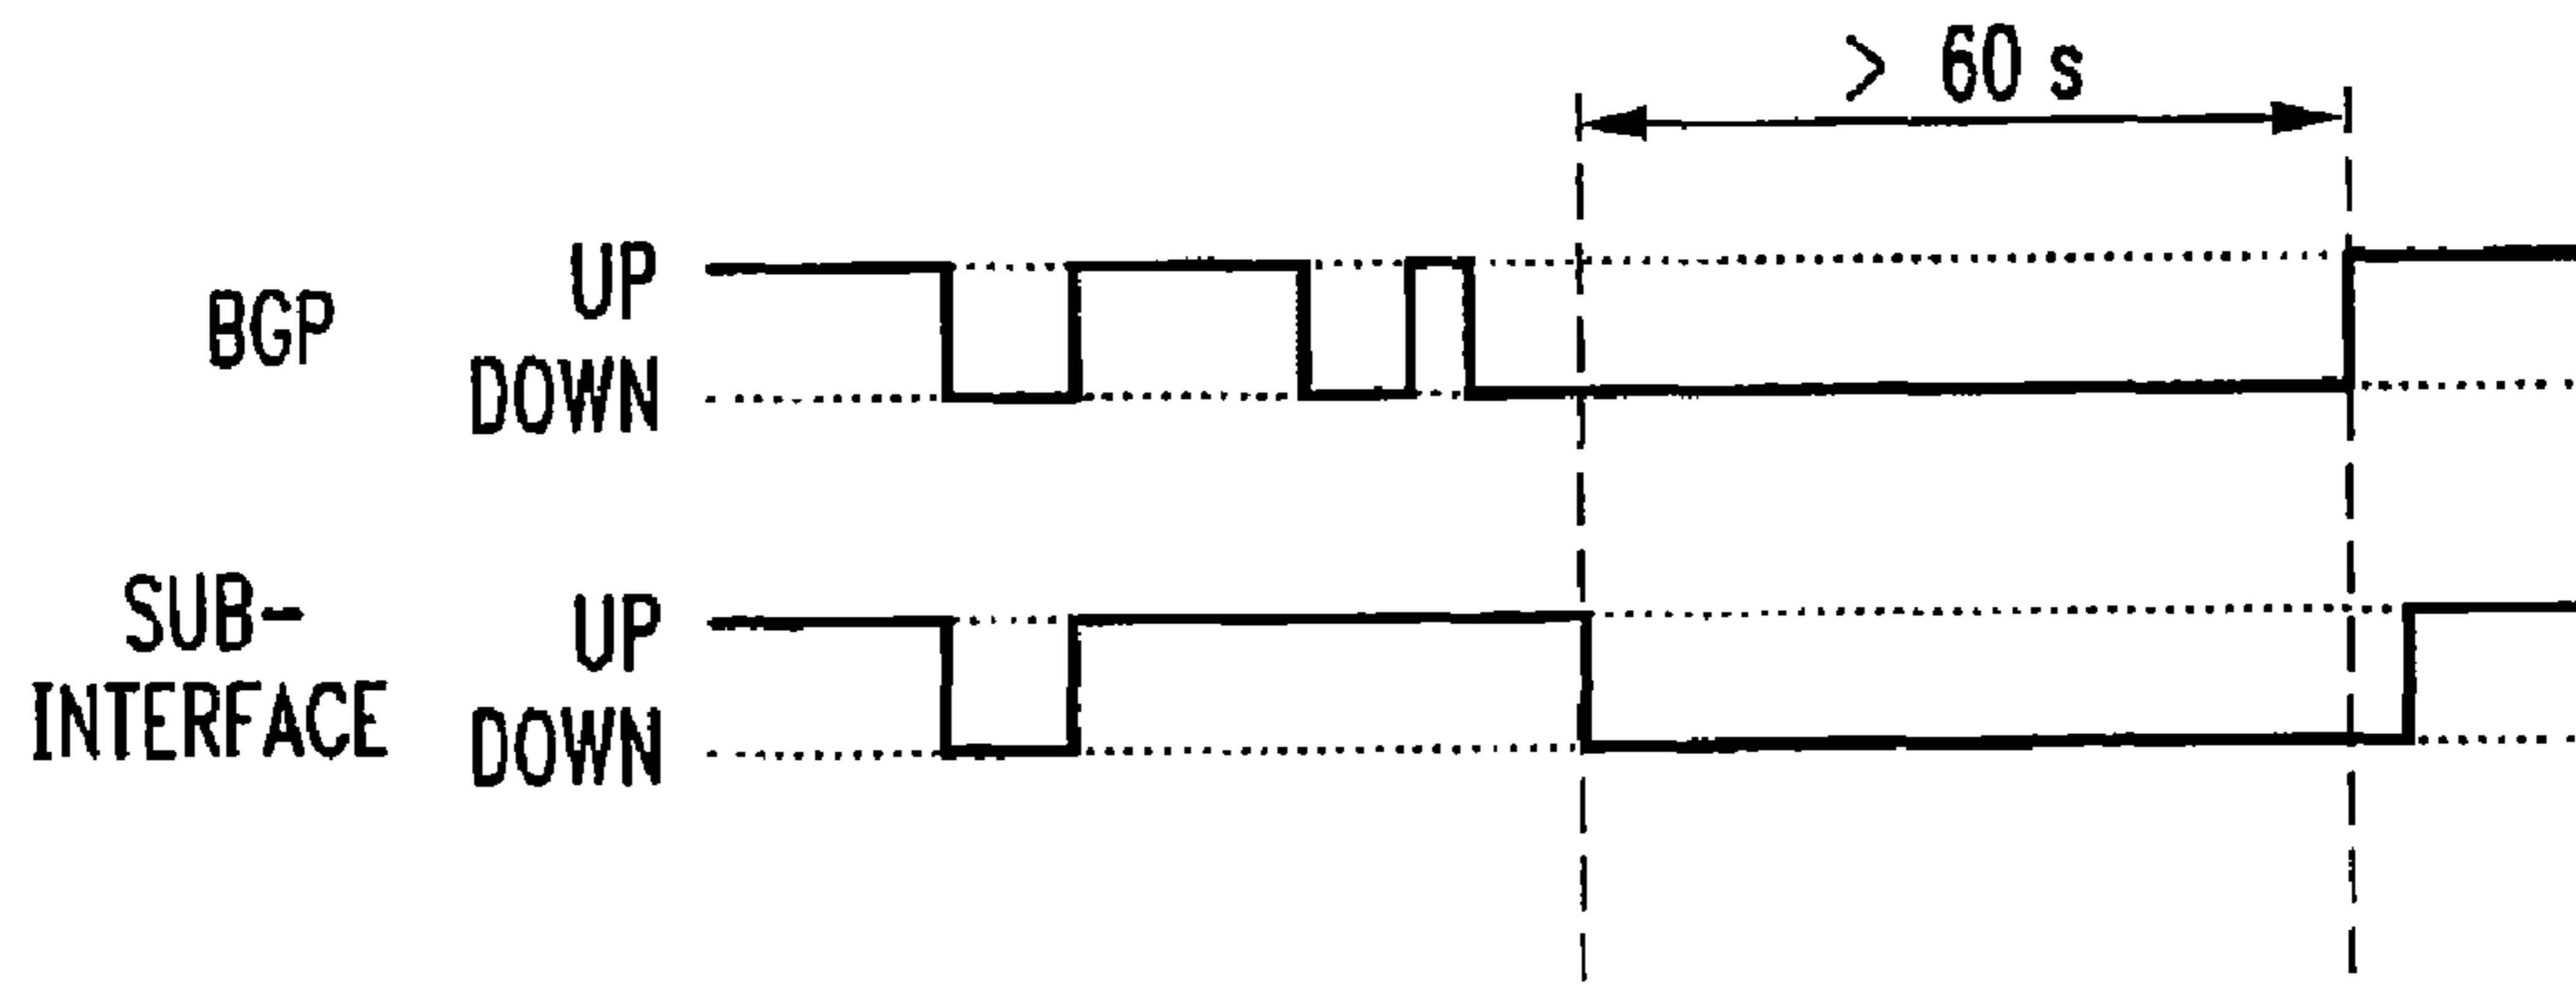 > 60 s
BGP
UP
DOWN
SUB-
INTERFACE
UP
DOWN